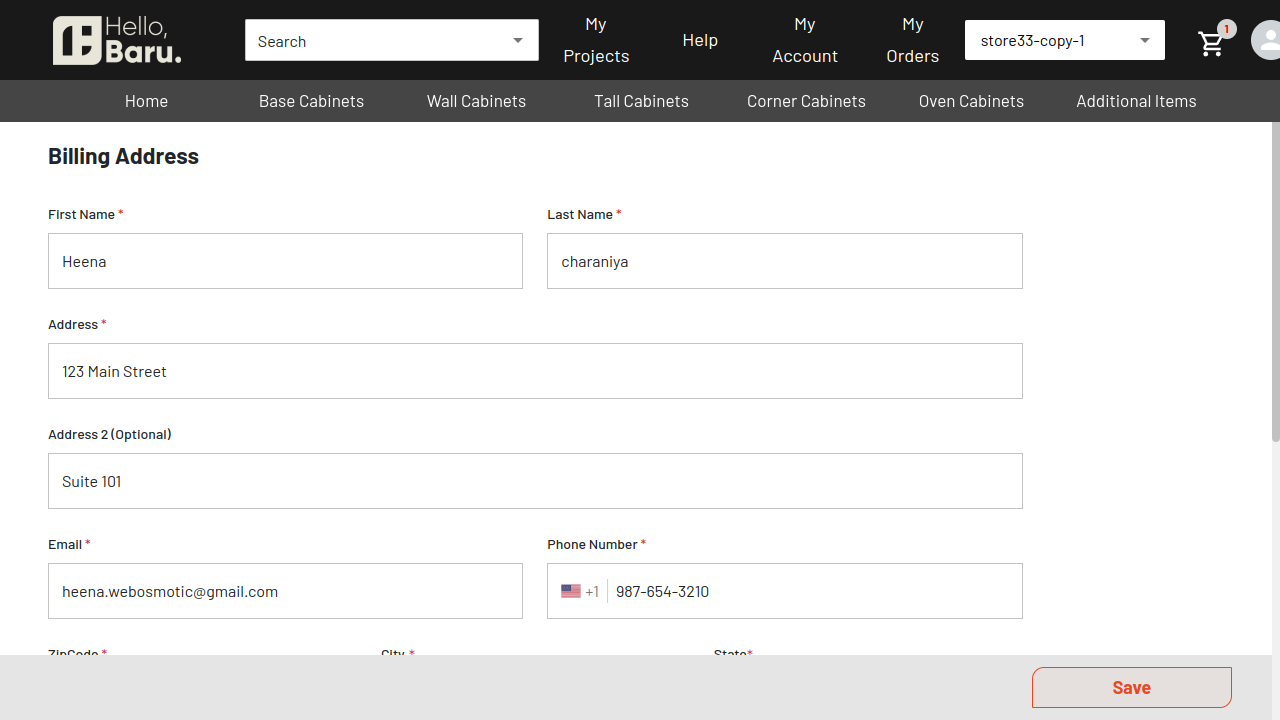 Hello,
Baru.
Search
My
Projects
Help
My
Account
My
Orders
store33-copy-1
1
Home
Base Cabinets
Wall Cabinets
Tall Cabinets
Corner Cabinets
Oven Cabinets
Additional Items
Billing Address
First Name *
Last Name *
Heena
charaniya
Address *
123 Main Street
Address 2 (Optional)
Suite 101
Email *
Phone Number *
heena.webosmotic@gmail.com
+1
987-654-3210
ZipCode *
City *
State*
Save